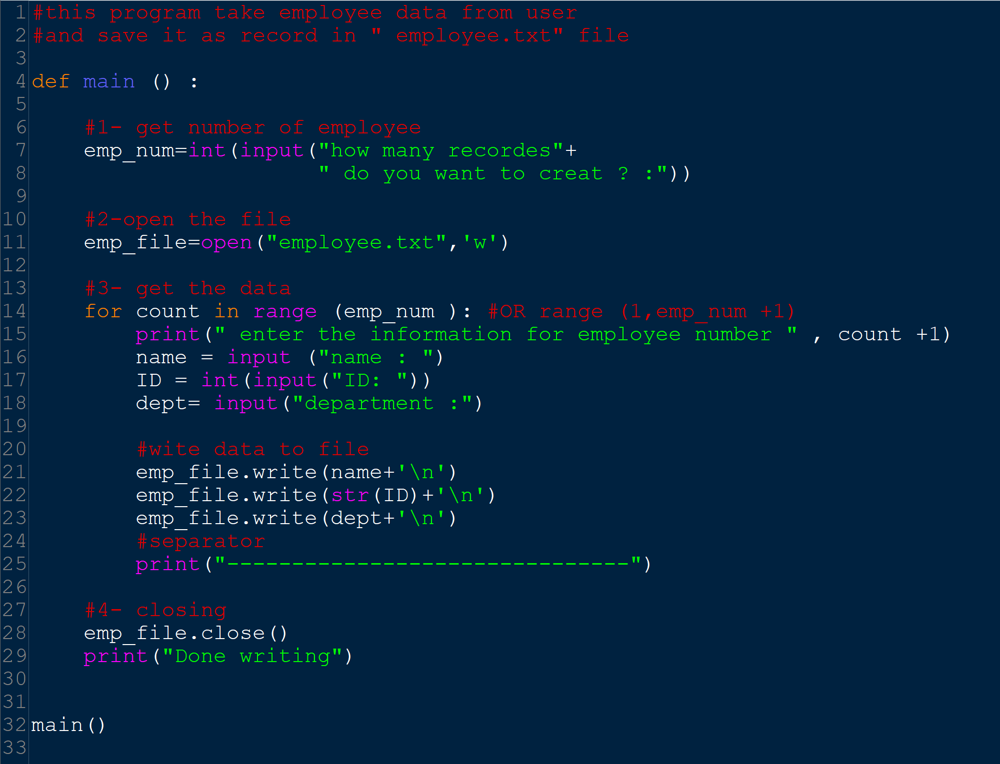 1 #this program take employee data from user
2 #and save it as record in " employee.txt" file
3
4 def main () :
5
6     #1- get number of employee
7     emp_num=int(input("how many recordes"+
8                       " do you want to creat ? :"))
9
10     #2-open the file
11     emp_file=open("employee.txt",'w')
12
13     #3- get the data
14     for count in range (emp_num ): #OR range (1,emp_num +1)
15         print(" enter the information for employee number " , count +1)
16         name = input ("name : ")
17         ID = int(input("ID: "))
18         dept= input("department :")
19
20         #wite data to file
21         emp_file.write(name+'\n')
22         emp_file.write(str(ID)+'\n')
23         emp_file.write(dept+'\n')
24         #separator
25         print("-------------------------------")
26
27     #4- closing
28     emp_file.close()
29     print("Done writing")
30
31
32 main()
33